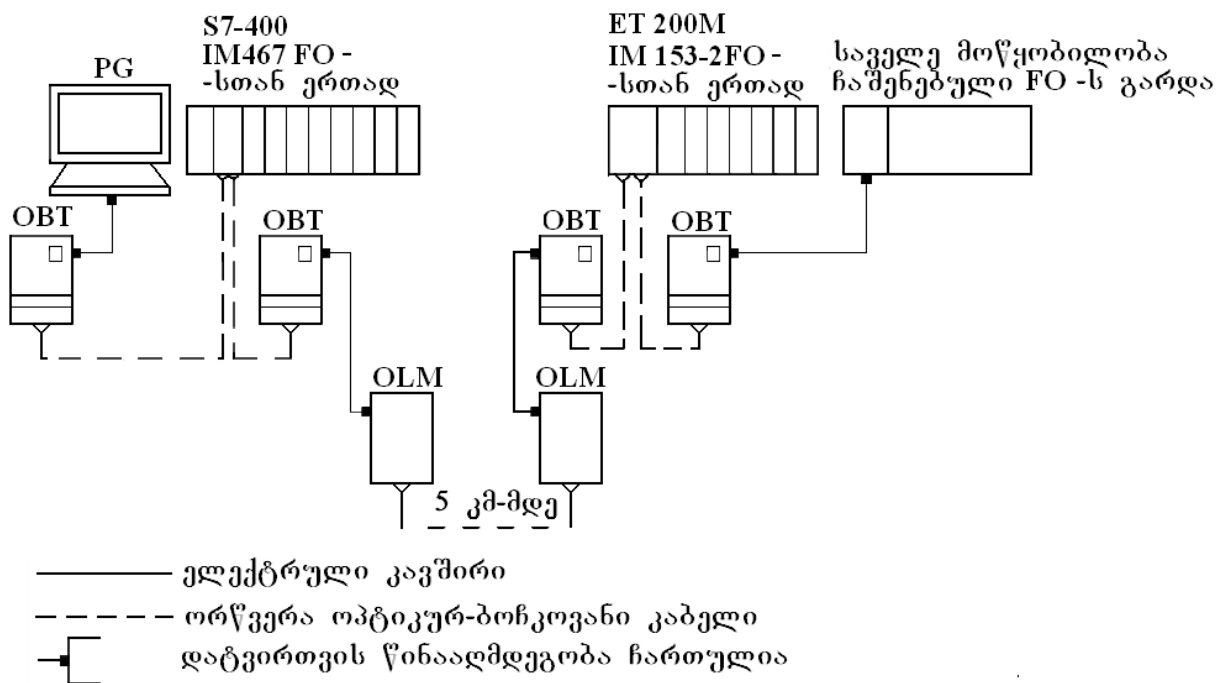 S7-400
IM467 FO -
-სთან ერთად
PG
ET 200M
IM 153-2FO -
-სთან ერთად
საველე მოწყობილობა
ჩაშენებული FO -ს გარდა
OBT
OBT
OBT
OBT
OLM
OLM
5 კმ-მდე
ელექტრული კავშირი
ორწვერა ოპტიკურ-ბოჩკოვანი კაბელი
დატვირთვის წინააღმდეგობა ჩართულია